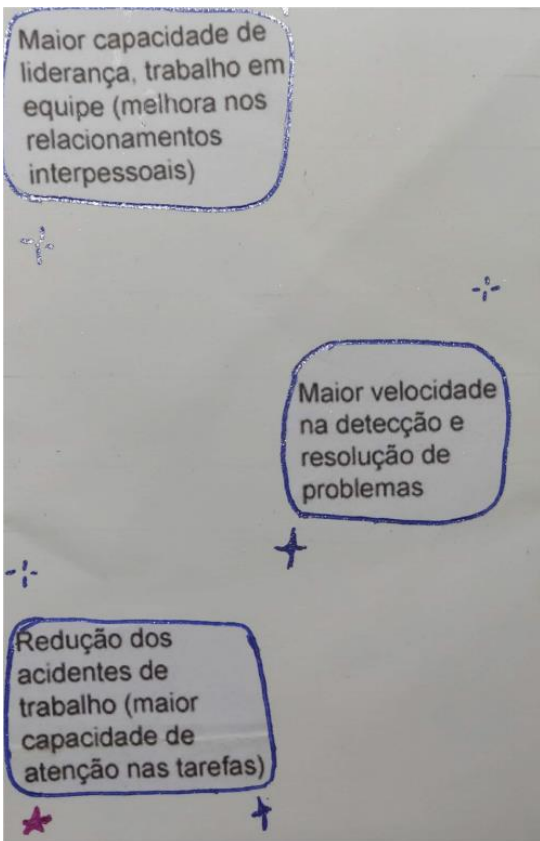 Maior capacidade de
liderança, trabalho em
equipe (melhora nos
relacionamentos
interpessoais)
Maior velocidade
na detecção e
resolução de
problemas
Redução dos
acidentes de
trabalho (maior
capacidade de
atenção nas tarefas)